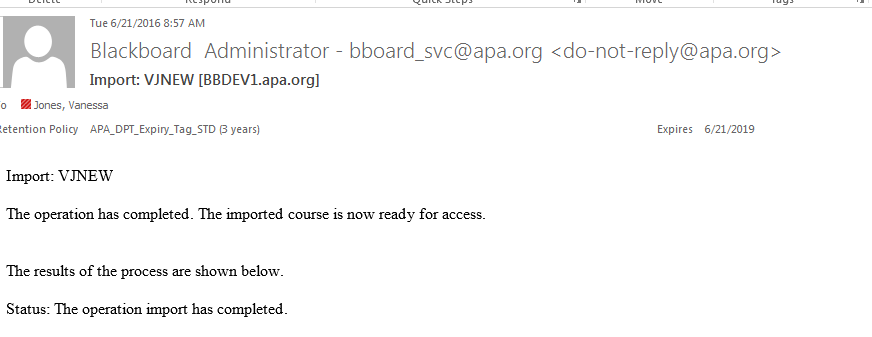 Delete Respond Quick Steps Move Tags
Tue 6/21/2016 8:57 AM
Blackboard Administrator - bboard_svc@apa.org <do-not-reply@apa.org>
Import: VJNEW [BBDEV1.apa.org]
Jones, Vanessa
Retention Policy APA_DPT_Expiry_Tag_STD (3 years) Expires 6/21/2019
Import: VJNEW
The operation has completed. The imported course is now ready for access.
The results of the process are shown below.
Status: The operation import has completed.